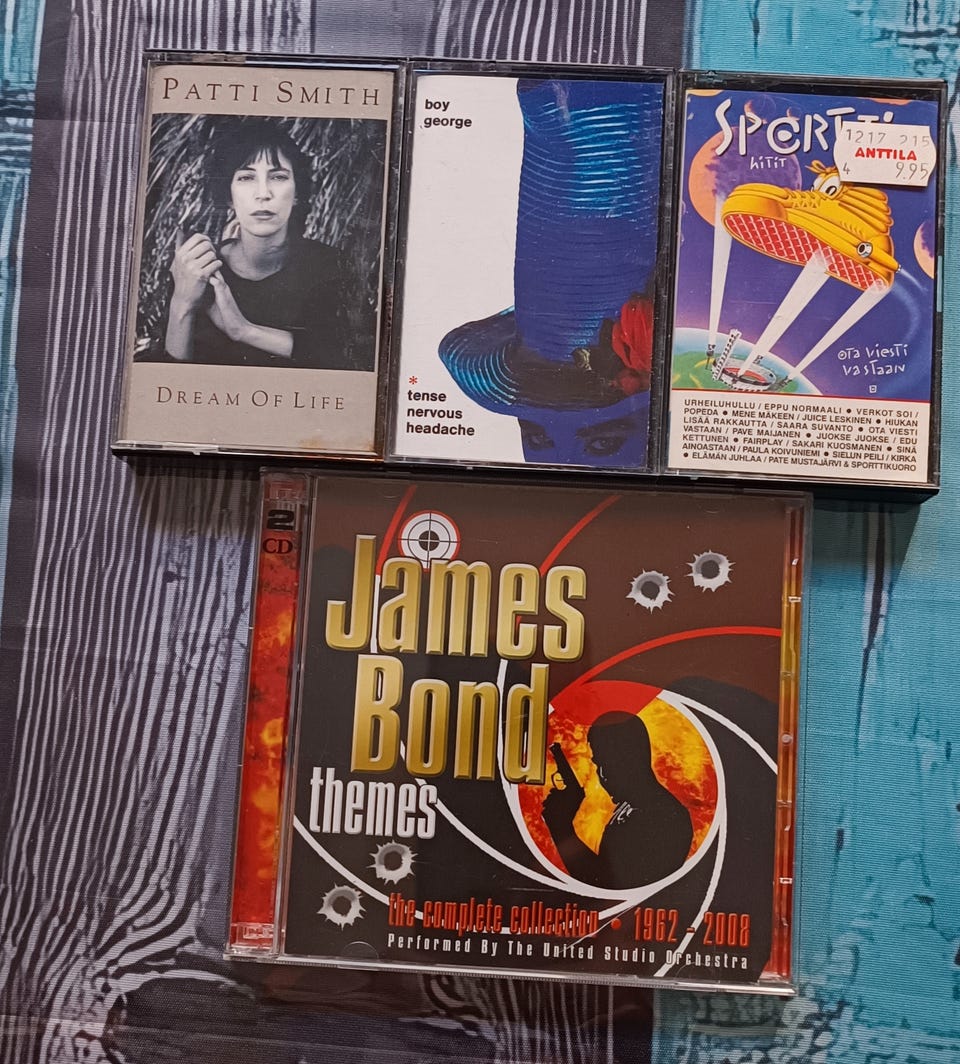 PATTI SMITH
DREAM OF LIFE
boy
george
*
tense
nervous
headache
SPORTTI
HITIT
1217 215
ANTTILA
4 9.95
OTA VIESTI
VASTAAN
URHEILUHULLU / EPPU NORMAALI ● VERKOT SOI /
POPEDA ● MENE MÄKEEN / JUICE LESKINEN ● HIUKAN
LISÄÄ RAKKAUTTA / SAARA SUVANTO ● OTA VIESTI
VASTAAN / PAVE MAIJANEN ● JUOKSE JUOKSE / EDU
KETTUNEN ● FAIRPLAY / SAKARI KUOSMANEN ● SINÄ
AINOASTAAN / PAULA KOIVUNIEMI ● SIELUN PEILI / KIRKA
● ELÄMÄN JUHLAA / PATE MUSTAJÄRVI & SPORTTIKUORO
2
CD
James
Bond
themes
the complete collection • 1962 - 2008
Performed By The United Studio Orchestra